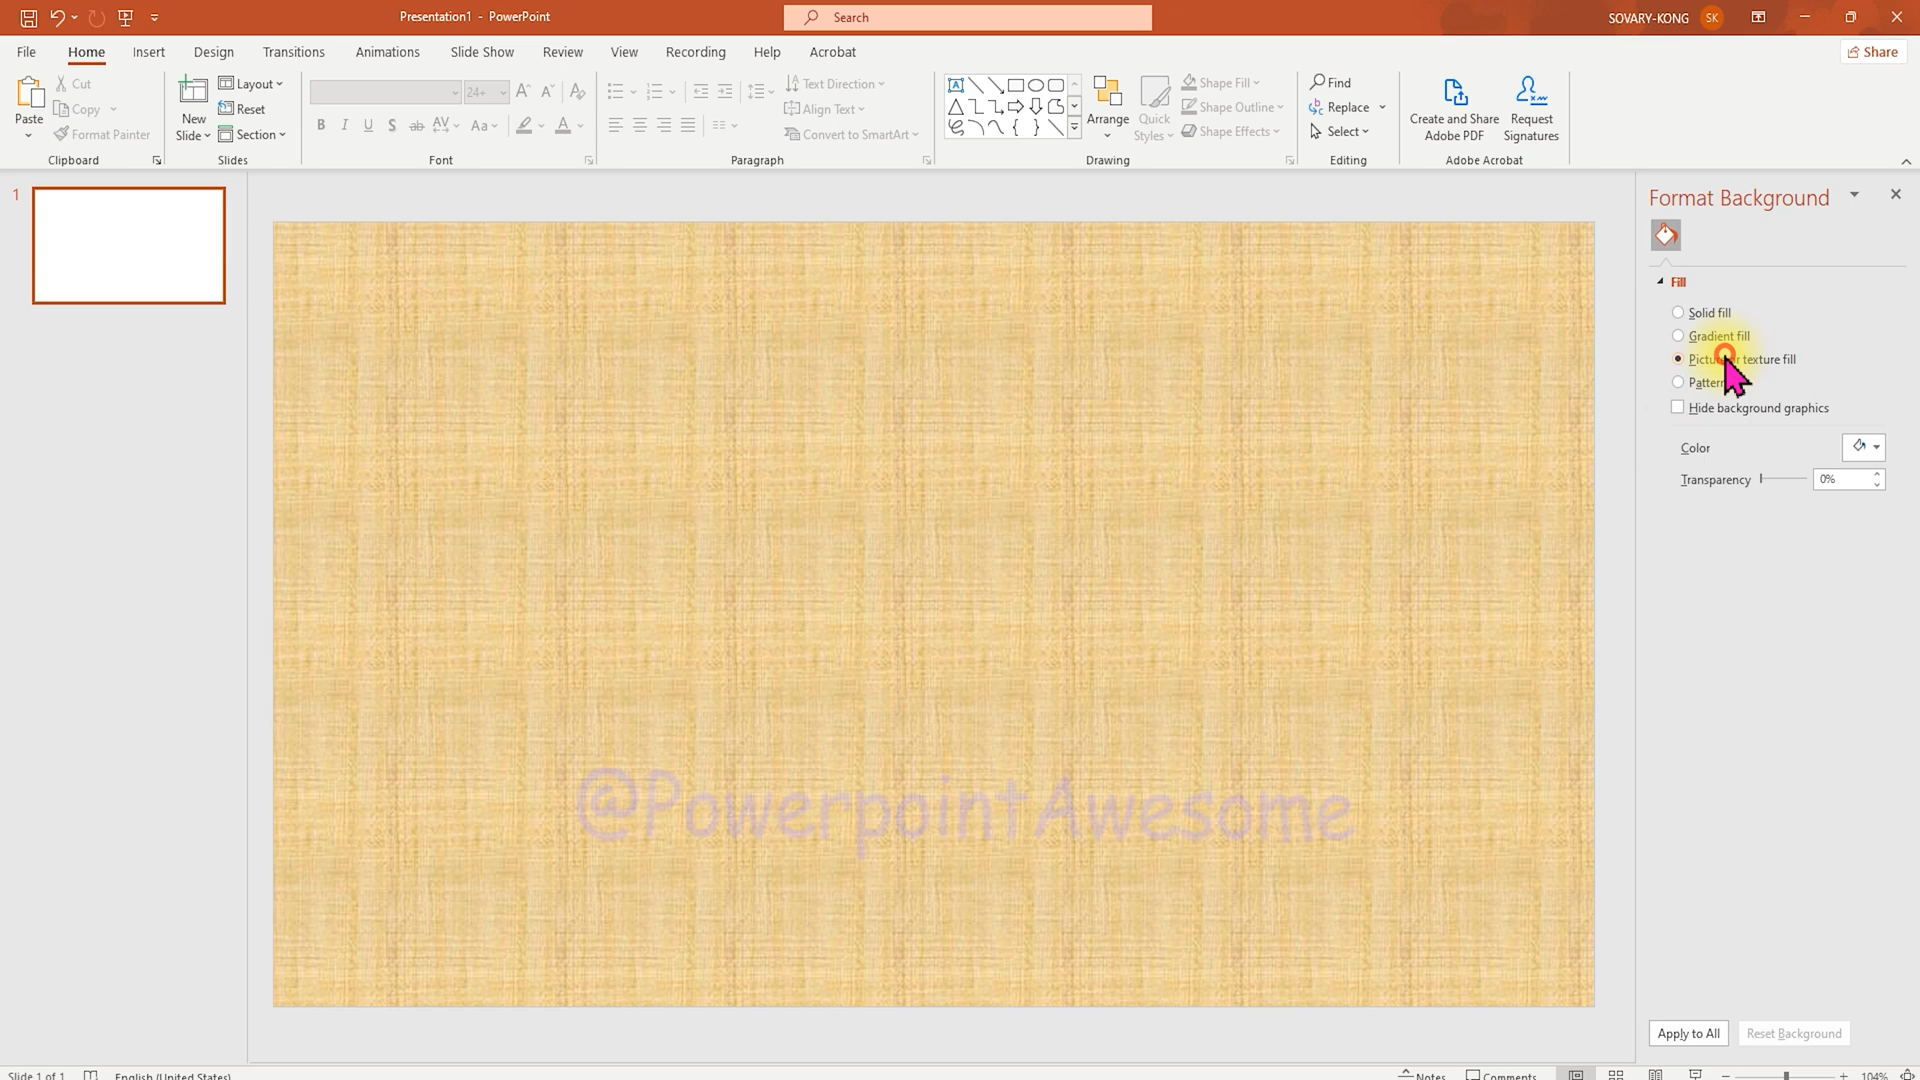 Presentation1 - PowerPoint
Search
SOVARY-KONG
SK
File Home Insert Design Transitions Animations Slide Show Review View Recording Help Acrobat
Share
Paste
Cut
Copy
Format Painter
Clipboard
New Slide
Layout
Reset
Section
Slides
24+
Font
Text Direction
Align Text
Convert to SmartArt
Paragraph
Arrange
Quick Styles
Shape Fill
Shape Outline
Shape Effects
Drawing
Find
Replace
Select
Editing
Create and Share Adobe PDF
Request Signatures
Adobe Acrobat
1
Format Background
Fill
Solid fill
Gradient fill
texture fill
Hide background graphics
Color
Transparency 0%
@PowerpointAwesome
Apply to All
Reset Background
Slide 1 of 1
English (United States)
Notes
Comments
104%